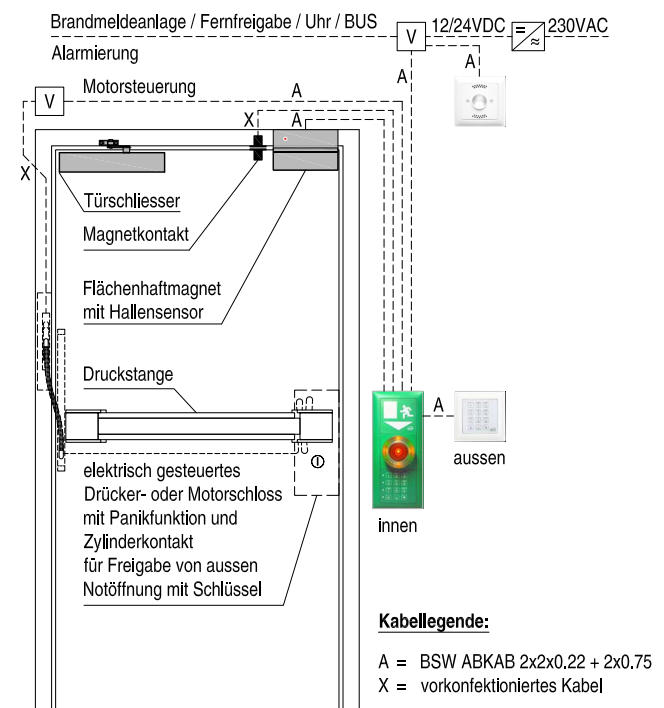 Brandmeldeanlage / Fernfreigabe / Uhr / BUS
V
12/24VDC
= ≈
230VAC
Alarmierung
A
A
Motorsteuerung
V
A
X
A
X
Türschliesser
Magnetkontakt
Flächenhaftmagnet
mit Hallensensor
Druckstange
A
aussen
innen
elektrisch gesteuertes
Drücker- oder Motorschloss
mit Panikfunktion und
Zylinderkontakt
für Freigabe von aussen
Notöffnung mit Schlüssel
Kabellegende:
A = BSW ABKAB 2x2x0.22 + 2x0.75
X = vorkonfektioniertes Kabel